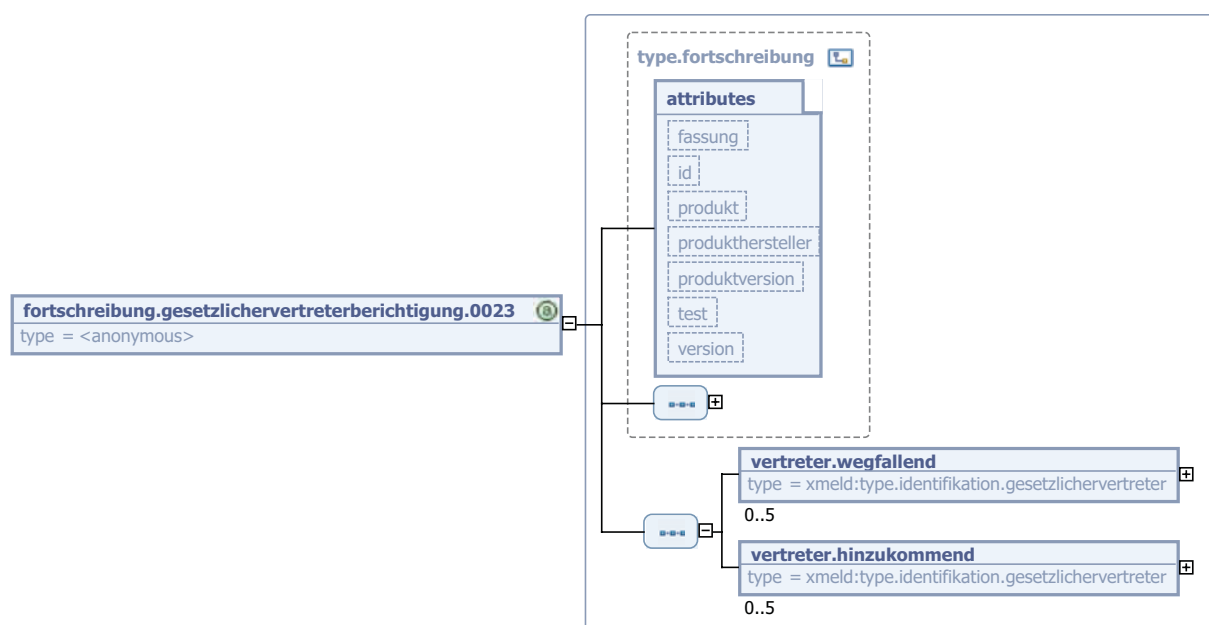 type.fortschreibung
attributes
fassung
id
produkt
produkthersteller
produktversion
test
version
fortschreibung.gesetzlichervertreterberichtigung.0023
type = <anonymous>
vertreter.wegfallend
type = xmeld:type.identifikation.gesetzlichervertreter
0..5
vertreter.hinzukommend
type = xmeld:type.identifikation.gesetzlichervertreter
0..5